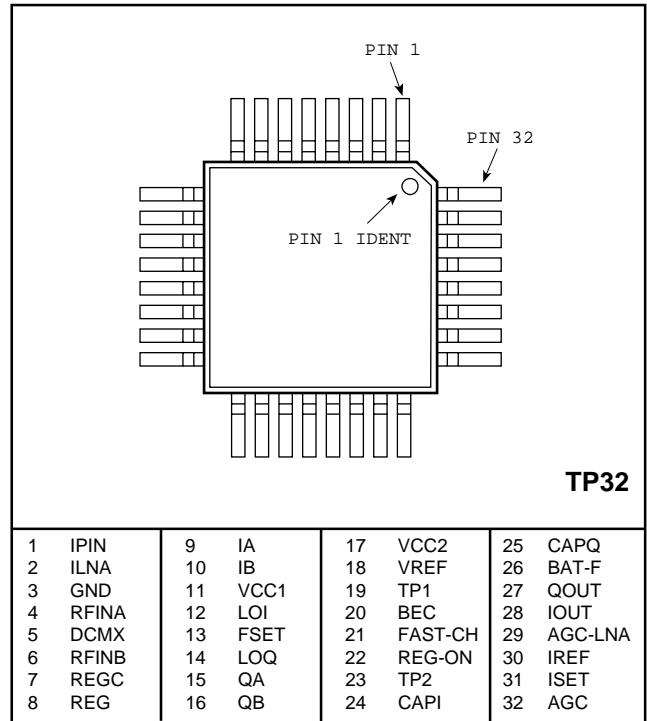 PIN 1
PIN 32
PIN 1 IDENT
TP32
1 IPIN 9 IA 17 VCC2 25 CAPQ
2 ILNA 10 IB 18 VREF 26 BAT-F
3 GND 11 VCC1 19 TP1 27 QOUT
4 RFINA 12 LOI 20 BEC 28 IOUT
5 DCMX 13 FSET 21 FAST-CH 29 AGC-LNA
6 RFINB 14 LOQ 22 REG-ON 30 IREF
7 REGC 15 QA 23 TP2 31 ISET
8 REG 16 QB 24 CAPI 32 AGC